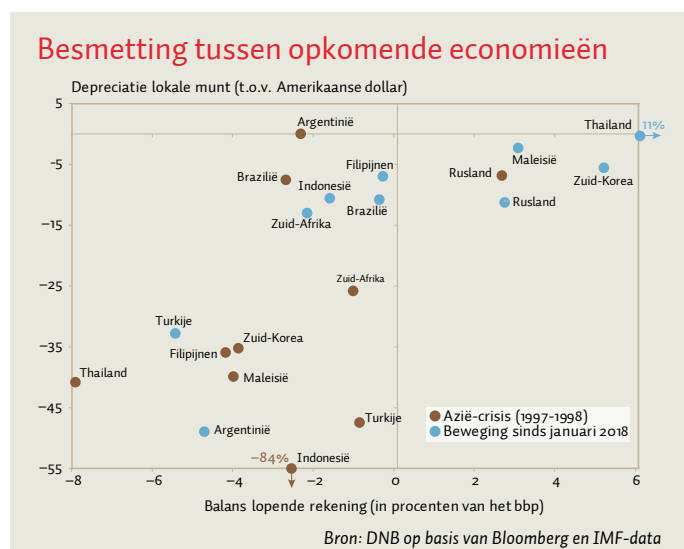 Besmetting tussen opkomende economieën
Depreciatie lokale munt (t.o.v. Amerikaanse dollar)
5
Argentinië
Thailand
11%
Maleisië
Filipijnen
–5
Brazilië
Rusland
Zuid-Korea
Indonesië
Brazilië
Rusland
Zuid-Afrika
–15
–25
Zuid-Afrika
Turkije
Zuid-Korea
–35
Filipijnen
Thailand
Maleisië
–45
Turkije
Azië-crisis (1997-1998)
Argentinië
Beweging sinds januari 2018
–84%
Indonesië
–55
–8
–6
–4
–2
0
2
4
6
Balans lopende rekening (in procenten van het bbp)
Bron: DNB op basis van Bloomberg en IMF-data